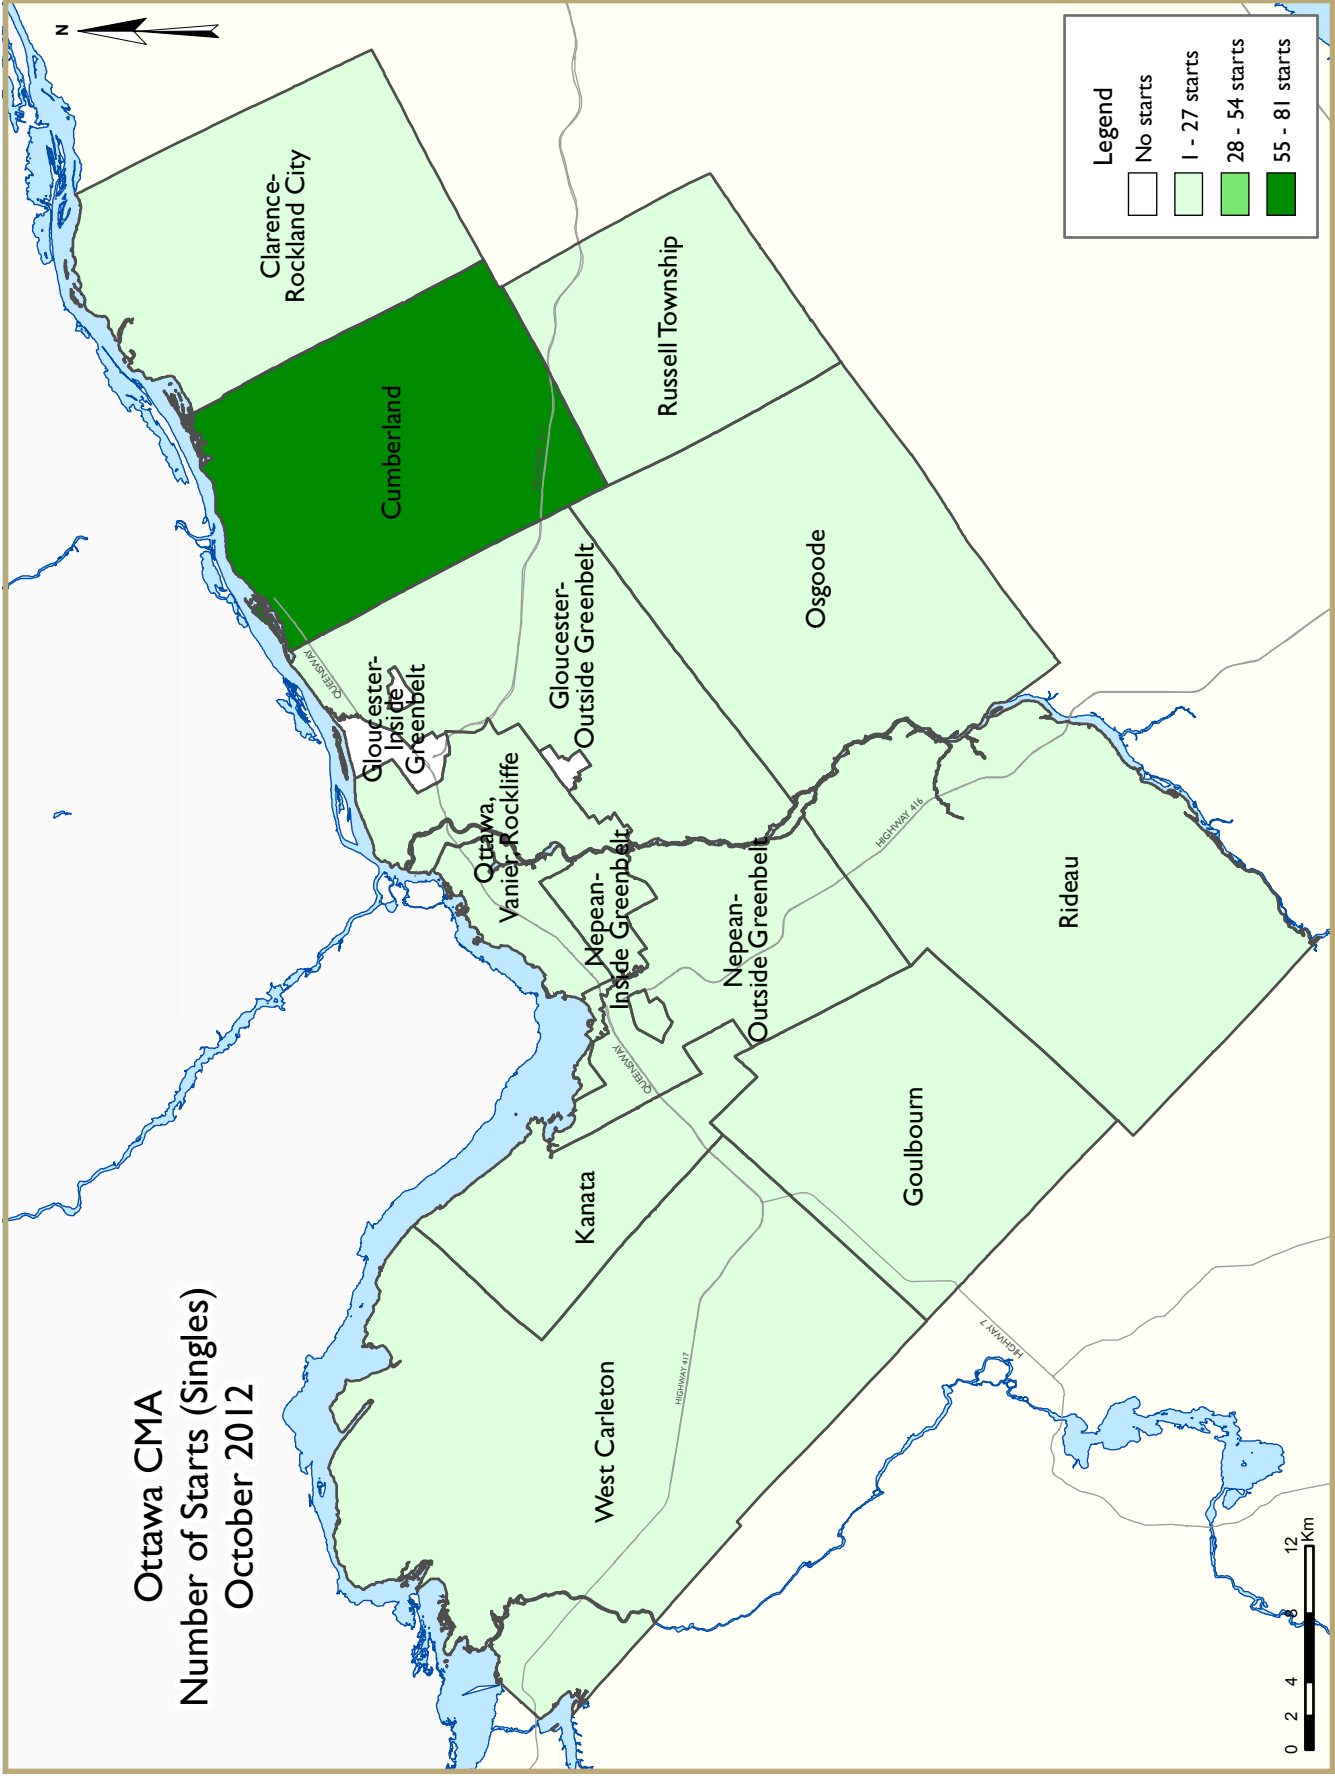 Ottawa CMA
Number of Starts (Singles)
October 2012
N
Clarence-
Rockland City
Cumberland
Russell Township
Osgoode
Gloucester-
Outside Greenbelt
Gloucester-
Inside
Greenbelt
QUEENSWAY
Ottawa,
Vanier, Rockliffe
Nepean-
Inside Greenbelt
Nepean-
Outside Greenbelt
HIGHWAY 416
Rideau
QUEENSWAY
Kanata
Goulbourn
West Carleton
HIGHWAY 417
HIGHWAY 7
Legend
No starts
1 - 27 starts
28 - 54 starts
55 - 81 starts
0 2 4 8 12
Km